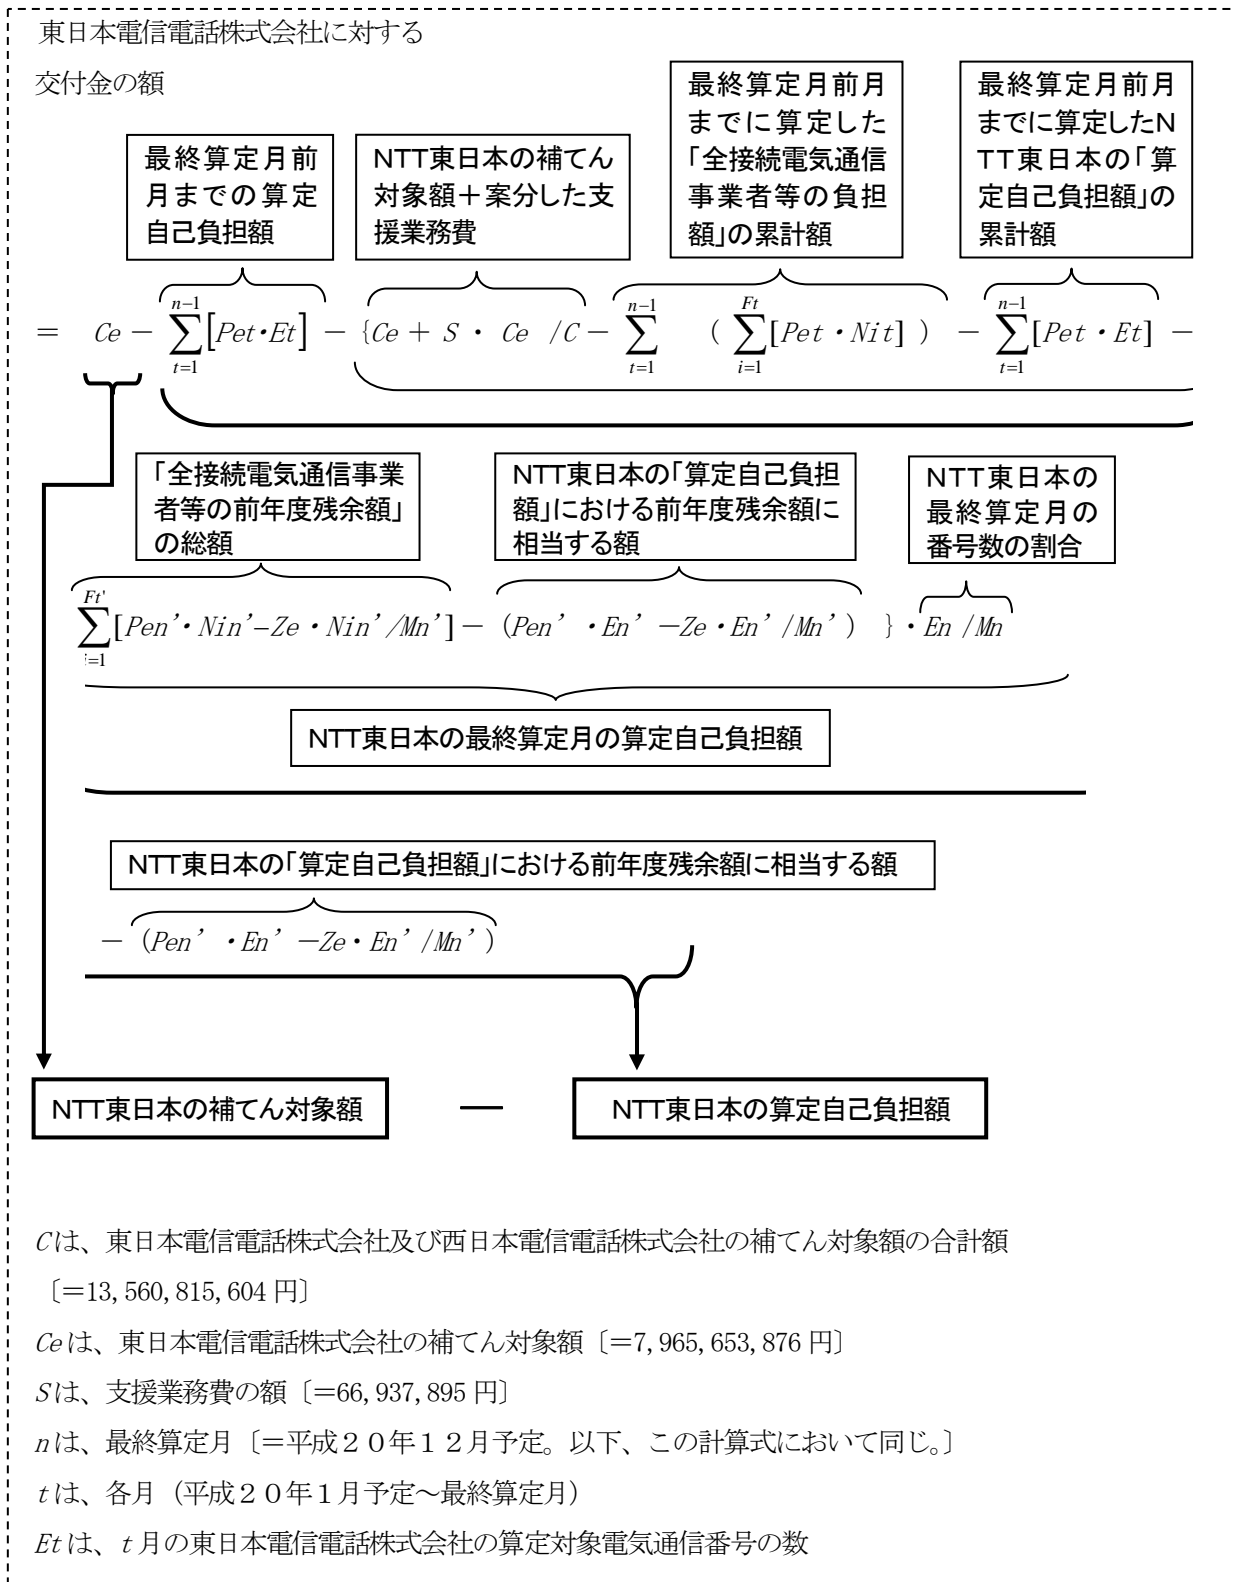 東日本電信電話株式会社に対する
交付金の額
最終算定月前
月までの算定
自己負担額
NTT東日本の補てん
対象額＋案分した支
援業務費
最終算定月前月
までに算定した
「全接続電気通信
事業者等の負担
額」の累計額
最終算定月前月
までに算定したN
TT東日本の「算
定自己負担額」の
累計額
＝ Ce − \sum_{t=1}^{n-1}[Pet・Et] − {Ce + S ・ Ce /C − \sum_{t=1}^{n-1} ( \sum_{i=1}^{Ft}[Pet・Nit] ) − \sum_{t=1}^{n-1}[Pet・Et] −
「全接続電気通信事業
者等の前年度残余額」
の総額
NTT東日本の「算定自己負担
額」における前年度残余額に
相当する額
NTT東日本の
最終算定月の
番号数の割合
\sum_{i=1}^{Ft'}[Pen’・Nin’−Ze・Nin’/Mn’] − (Pen’・En’−Ze・En’/Mn’) }・En/Mn
NTT東日本の最終算定月の算定自己負担額
NTT東日本の「算定自己負担額」における前年度残余額に相当する額
− (Pen’・En’−Ze・En’/Mn’)
NTT東日本の補てん対象額 ― NTT東日本の算定自己負担額
Cは、東日本電信電話株式会社及び西日本電信電話株式会社の補てん対象額の合計額
〔＝13,560,815,604 円〕
Ceは、東日本電信電話株式会社の補てん対象額〔＝7,965,653,876 円〕
Sは、支援業務費の額〔＝66,937,895 円〕
nは、最終算定月〔＝平成２０年１２月予定。以下、この計算式において同じ。〕
tは、各月（平成２０年１月予定～最終算定月）
Etは、t月の東日本電信電話株式会社の算定対象電気通信番号の数